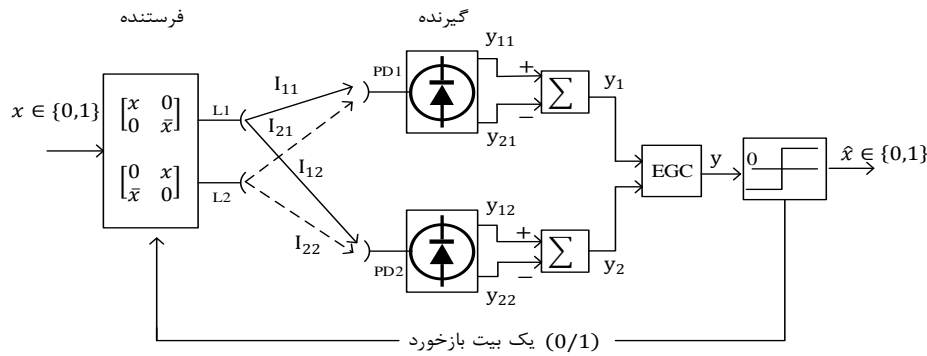 فرستنده
گیرنده
x ∈ {0,1}
[x 0
0 x̄]
[0 x
x̄ 0]
L1
L2
I₁₁
I₂₁
I₁₂
I₂₂
PD1
PD2
y₁₁
y₂₁
y₁₂
y₂₂
+
−
Σ
y₁
+
−
Σ
y₂
EGC
y
0
x̂ ∈ {0,1}
یک بیت بازخورد (0/1)